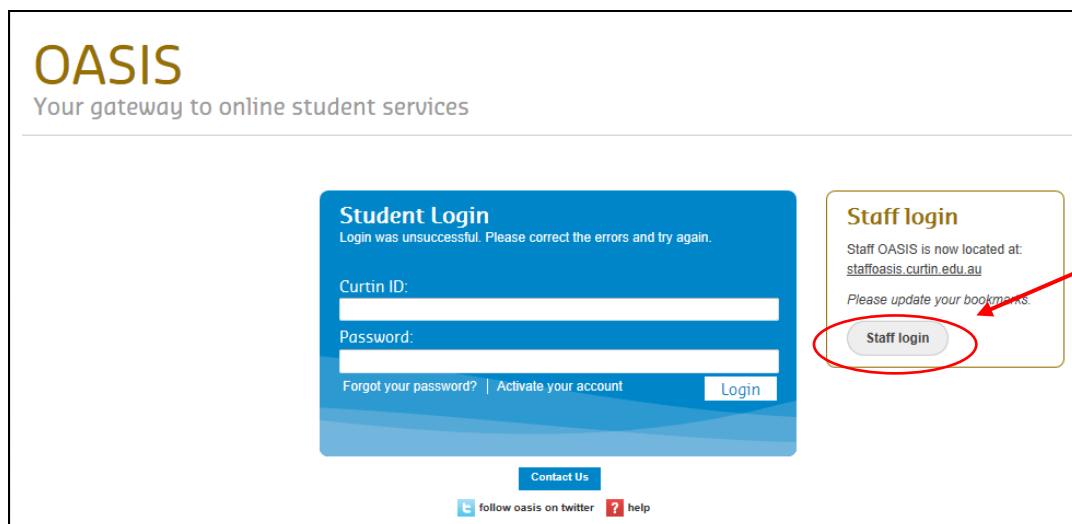 OASIS
Your gateway to online student services
Student Login
Login was unsuccessful. Please correct the errors and try again.
Curtin ID:
Password:
Forgot your password? | Activate your account
Login
Staff login
Staff OASIS is now located at:
staffoasis.curtin.edu.au
Please update your bookmarks.
Staff login
Contact Us
follow oasis on twitter ? help